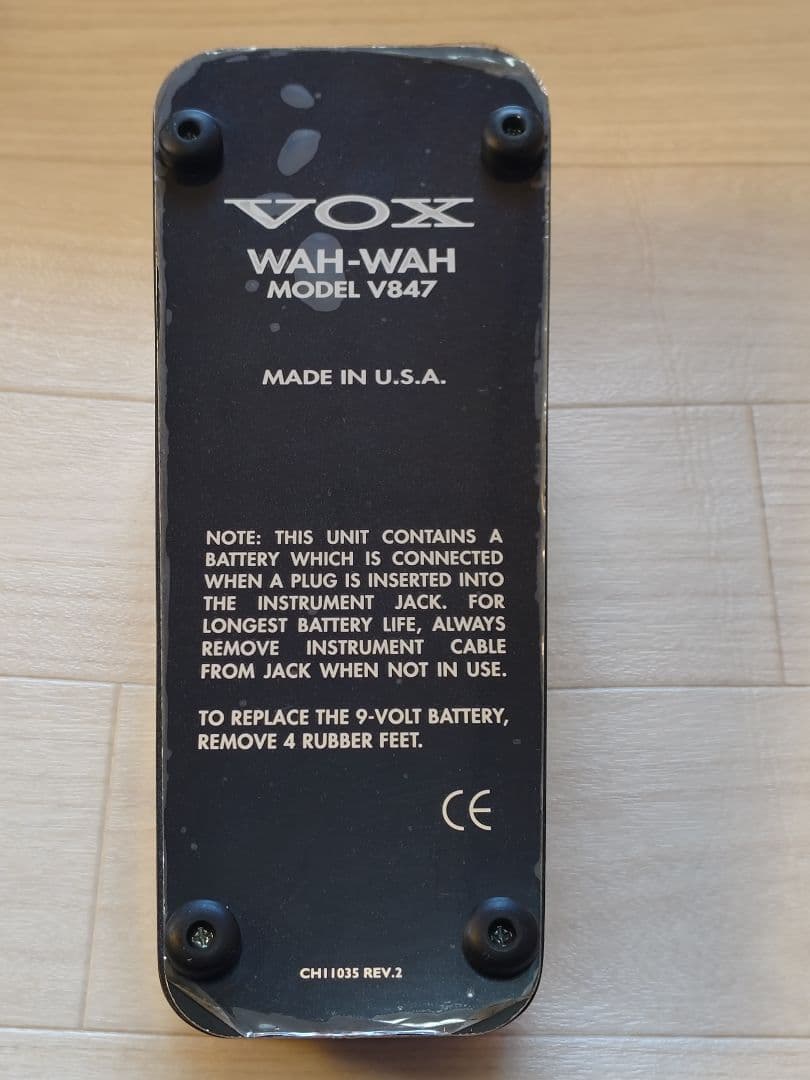 VOX
WAH-WAH
MODEL V847
MADE IN U.S.A.
NOTE: THIS UNIT CONTAINS A
BATTERY WHICH IS CONNECTED
WHEN A PLUG IS INSERTED INTO
THE INSTRUMENT JACK. FOR
LONGEST BATTERY LIFE, ALWAYS
REMOVE INSTRUMENT CABLE
FROM JACK WHEN NOT IN USE.
TO REPLACE THE 9-VOLT BATTERY,
REMOVE 4 RUBBER FEET.
CE
CH11035 REV.2